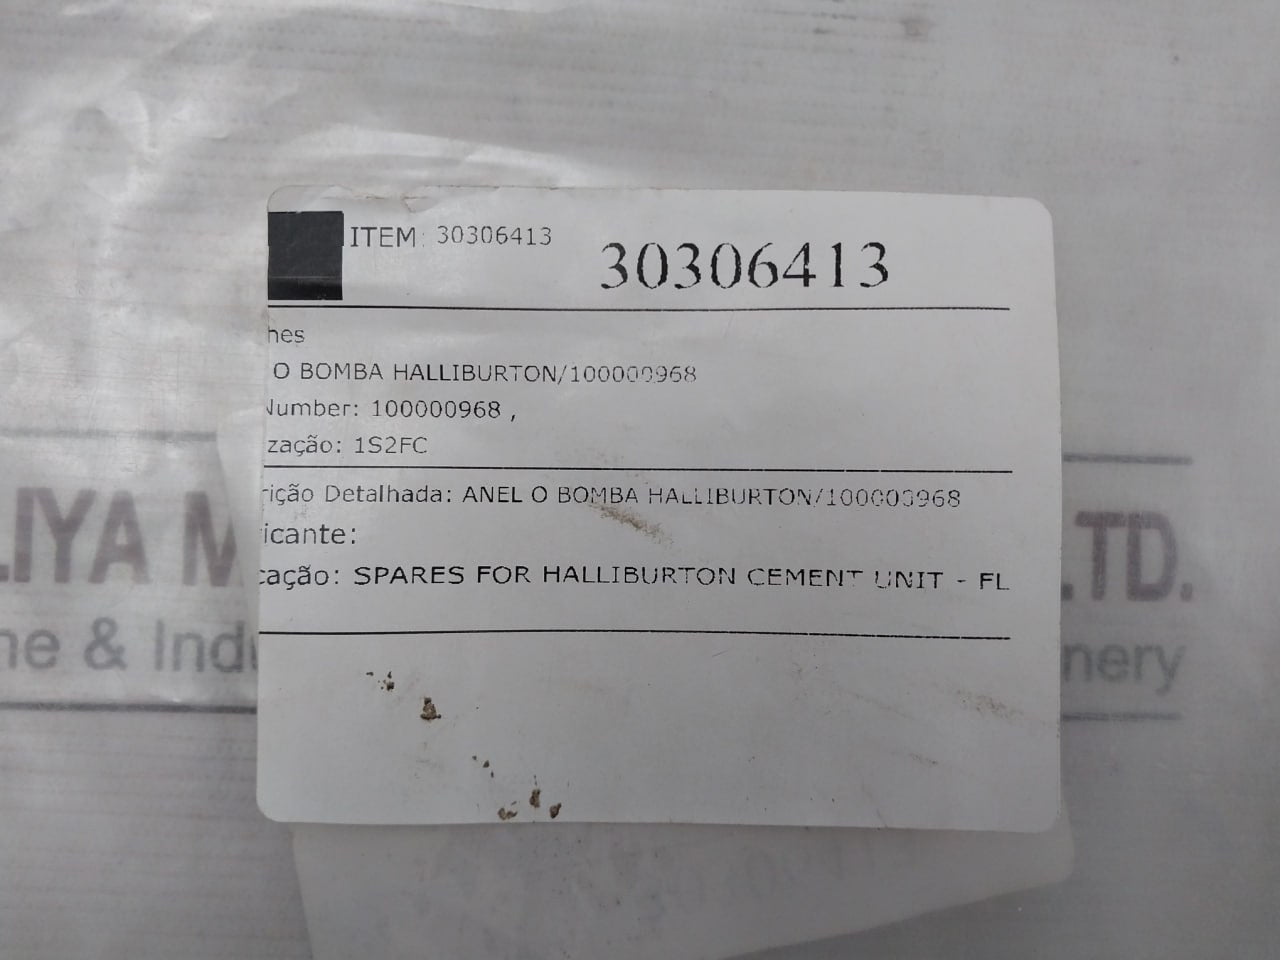 ITEM: 30306413
30306413
hes
O BOMBA HALLIBURTON/100000968
Number: 100000968 ,
zação: 1S2FC
rição Detalhada: ANEL O BOMBA HALLIBURTON/100000968
icante:
cação: SPARES FOR HALLIBURTON CEMENT UNIT - FL
LIYA M
LTD.
ne & Indu
nery